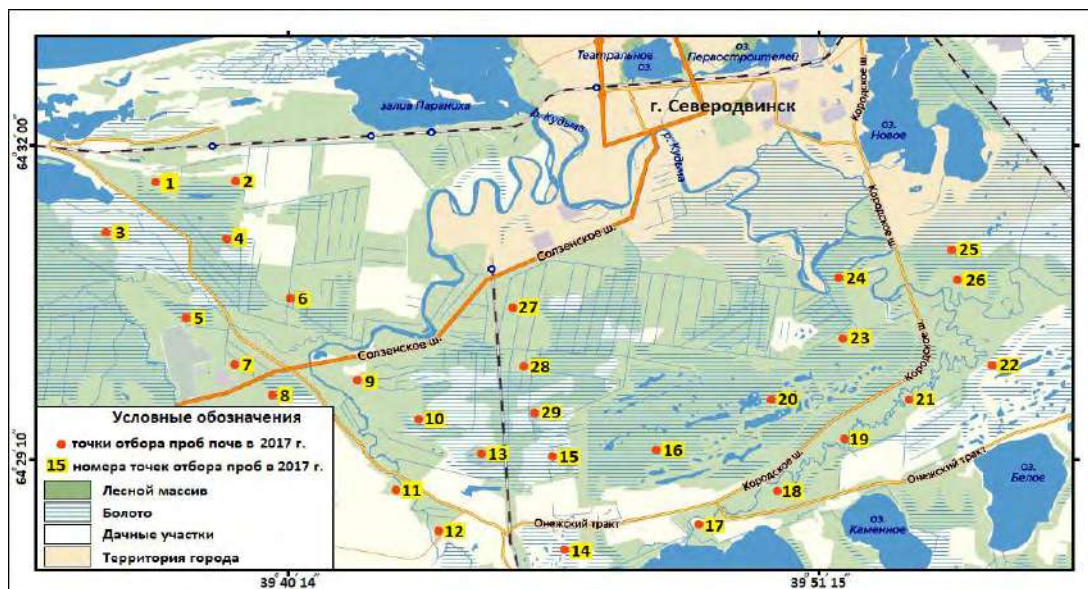 Театральное
оз.
оз.
Первостроителей
г. Северодвинск
залив Параниха
р. Кудьма
р. Кудьма
Кородское ш.
оз.
Новое
Кородское ш.
64°32′00″
1
2
3
4
5
6
7
8
9
10
11
12
13
14
15
16
17
18
19
20
21
22
23
24
25
26
27
28
29
Солзенское ш.
Солзенское ш.
Кородское ш.
Кородское ш.
Онежский тракт
Онежский тракт
оз.
Белое
оз.
Каменное
64°29′10″
Условные обозначения
точки отбора проб почв в 2017 г.
15 номера точек отбора проб в 2017 г.
Лесной массив
Болото
Дачные участки
Территория города
39°40′14″
39°51′15″